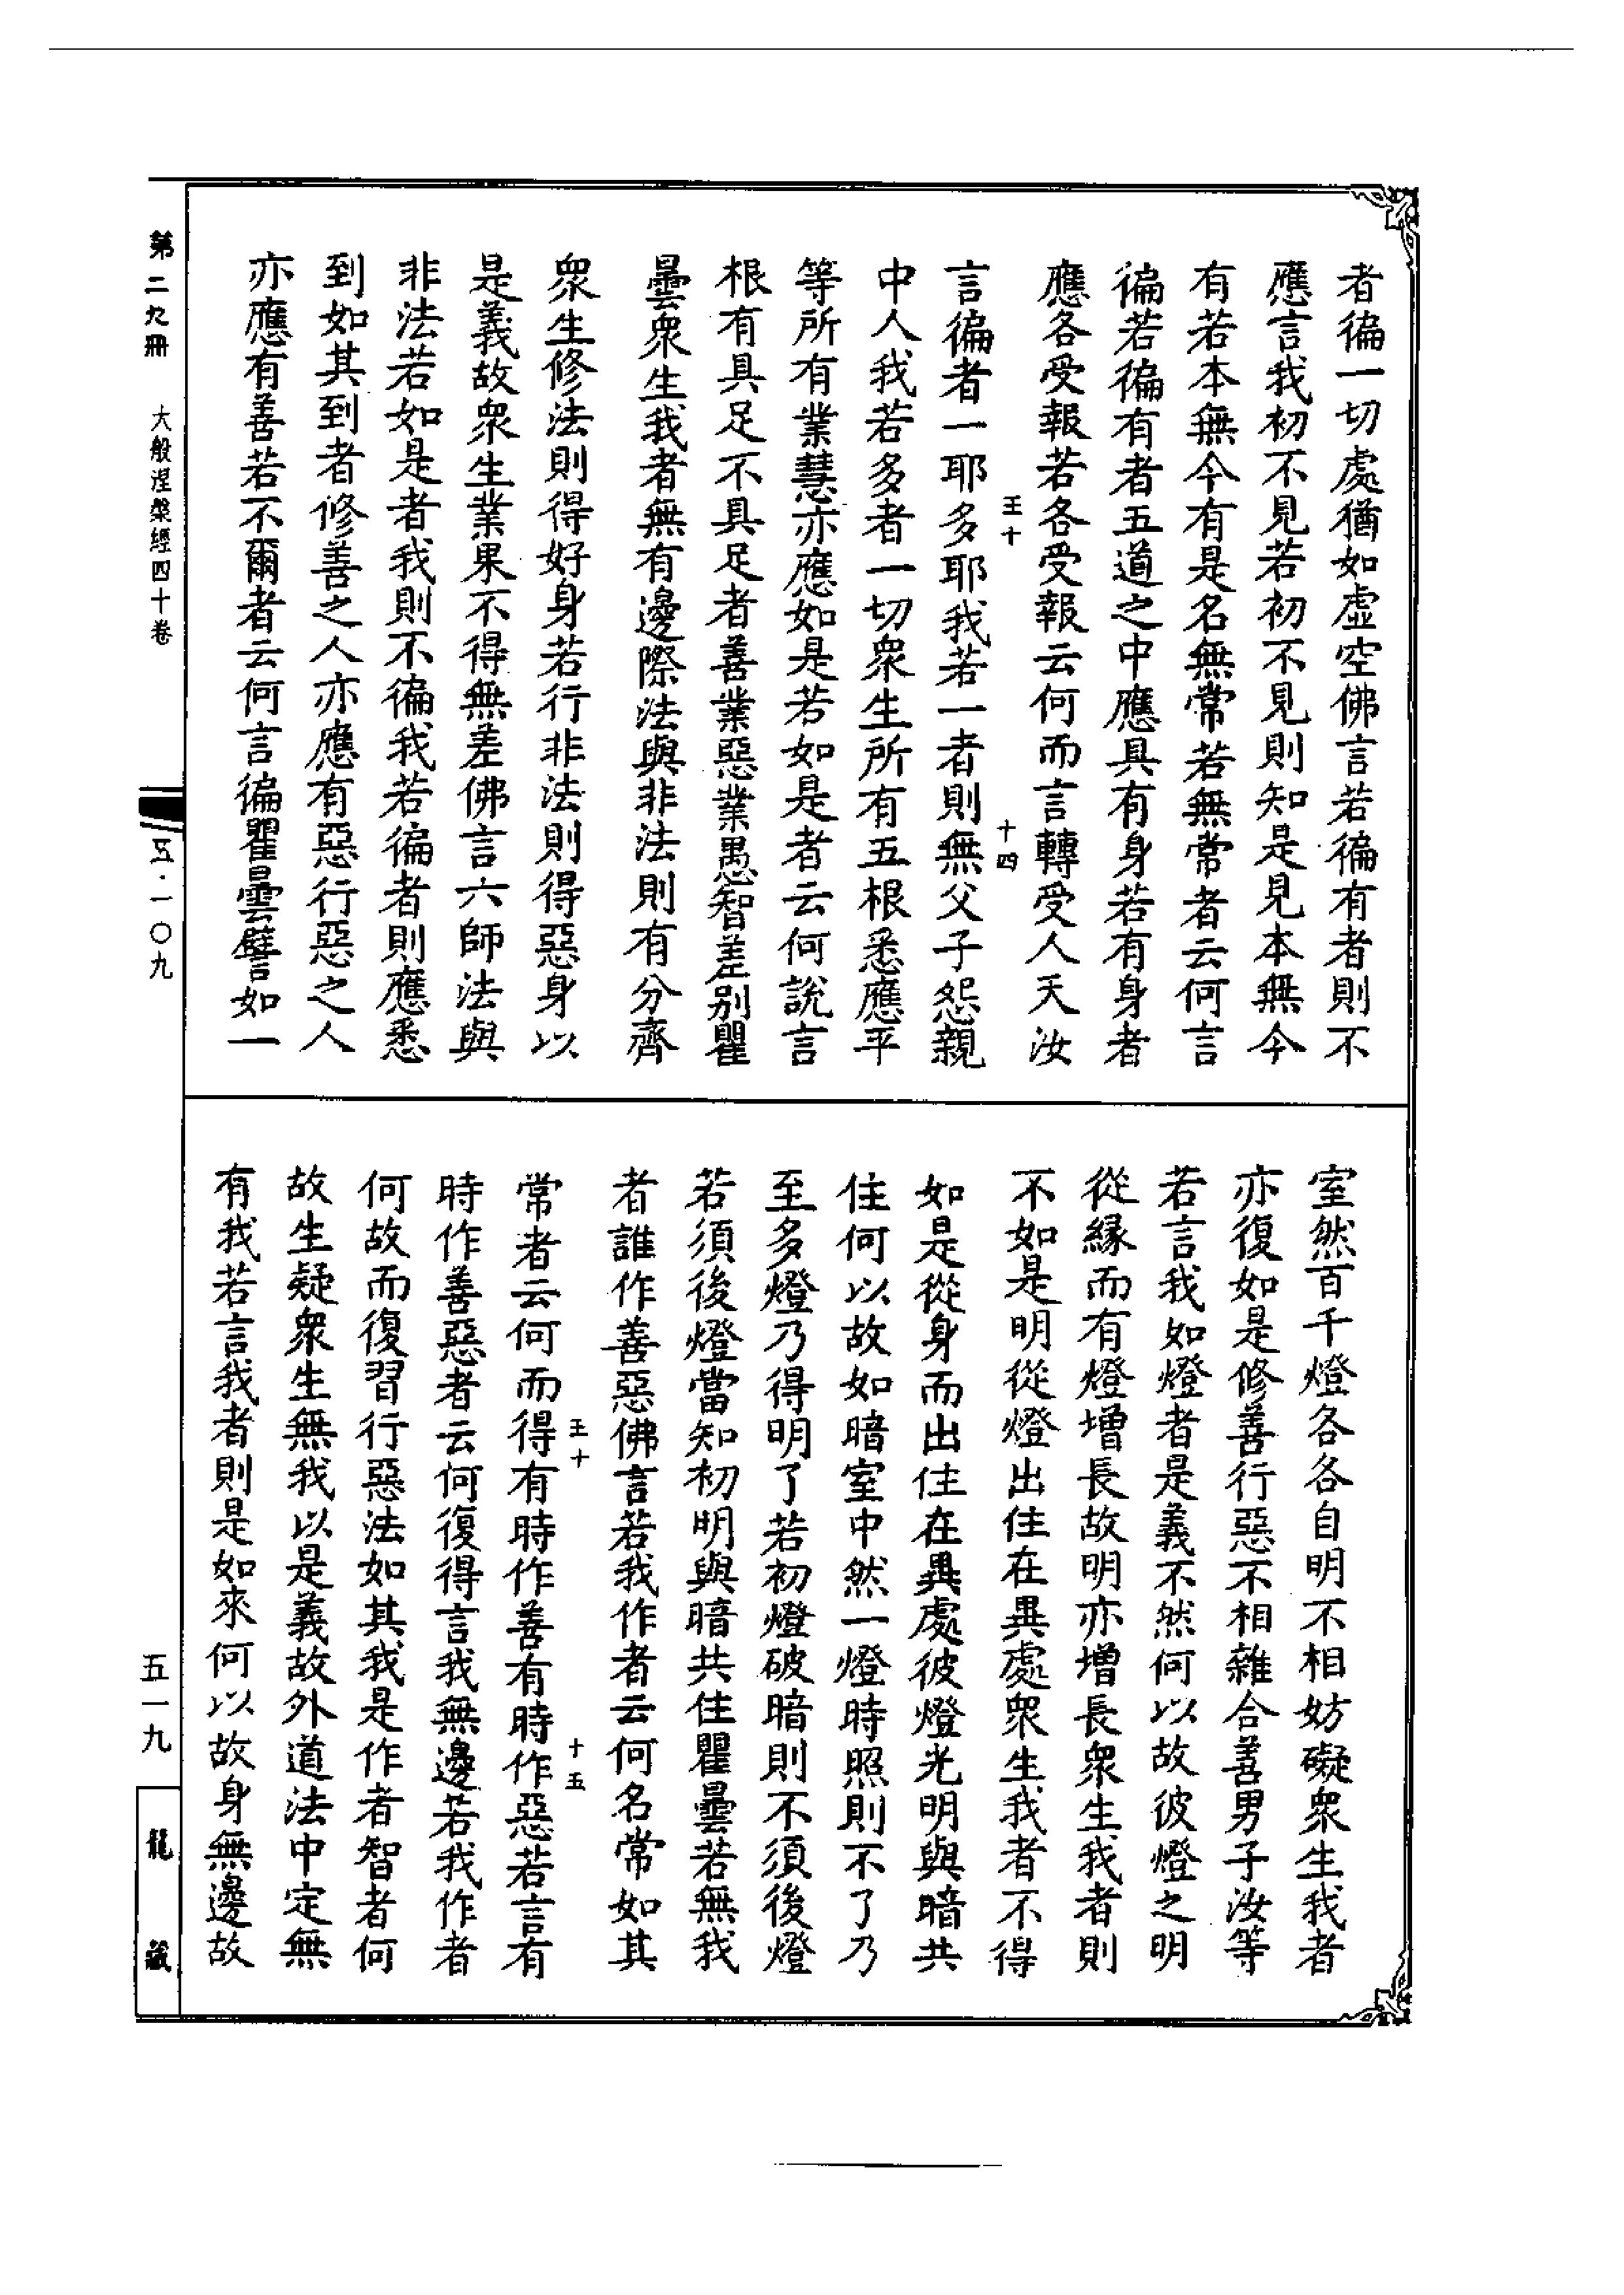 者徧一切處猶如虛空佛言若徧有者則不
應言我初不見若初不見則知是見本無今
有若本無今有是名無常若無常者云何言
徧若徧有者五道之中應具有身若有身者
應各受報若各受報云何而言轉受人天汝
王十
十四
言徧者一耶多耶我若一者則無父子怨親
中人我若多者一切衆生所有五根悉應平
等所有業慧亦應如是若如是者云何說言
根有具足不具足者善業惡業愚智差別瞿
曇衆生我者無有邊際法與非法則有分齊
衆生修法則得好身若行非法則得惡身以
是義故衆生業果不得無差佛言六師法與
非法若如是者我則不徧我若徧者則應悉
到如其到者修善之人亦應有惡行惡之人
亦應有善若不爾者云何言徧瞿曇譬如一
室然百千燈各各自明不相妨礙衆生我者
亦復如是修善行惡不相雜合善男子汝等
若言我如燈者是義不然何以故彼燈之明
從緣而有燈增長故明亦增長衆生我者則
不如是明從燈出住在異處衆生我者不得
如是從身而出住在異處彼燈光明與暗共
住何以故如暗室中然一燈時照則不了乃
至多燈乃得明了若初燈破暗則不須後燈
若須後燈當知初明與暗共住瞿曇若無我
者誰作善惡佛言若我作者云何名常如其
王十
十五
常者云何而得有時作善有時作惡若言有
時作善惡者云何復得言我無邊若我作者
何故而復習行惡法如其我是作者智者何
故生疑衆生無我以是義故外道法中定無
有我若言我者則是如來何以故身無邊故
第二九冊 大般涅槃經四十卷
五·一〇九
五一九
龍藏